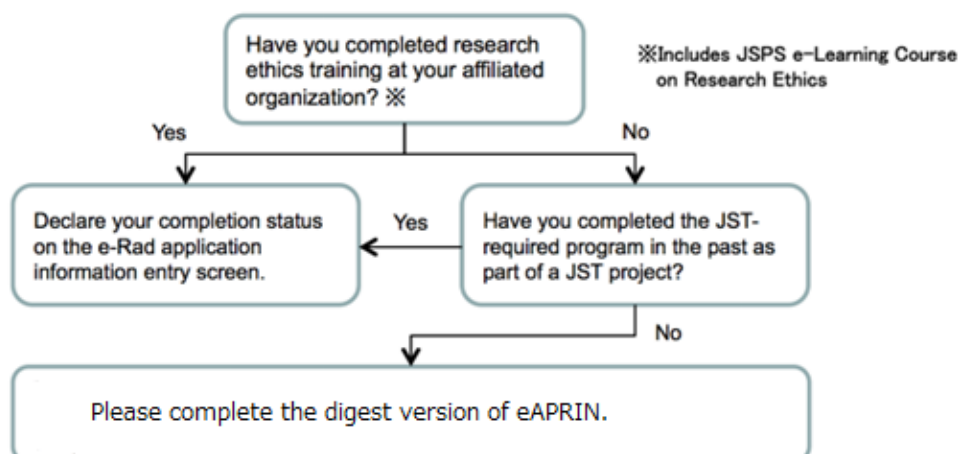 Have you completed research
ethics training at your affiliated
organization? ※
※Includes JSPS e-Learning Course
on Research Ethics
Yes
No
Declare your completion status
on the e-Rad application
information entry screen.
Yes
Have you completed the JST-
required program in the past as
part of a JST project?
No
Please complete the digest version of eAPRIN.